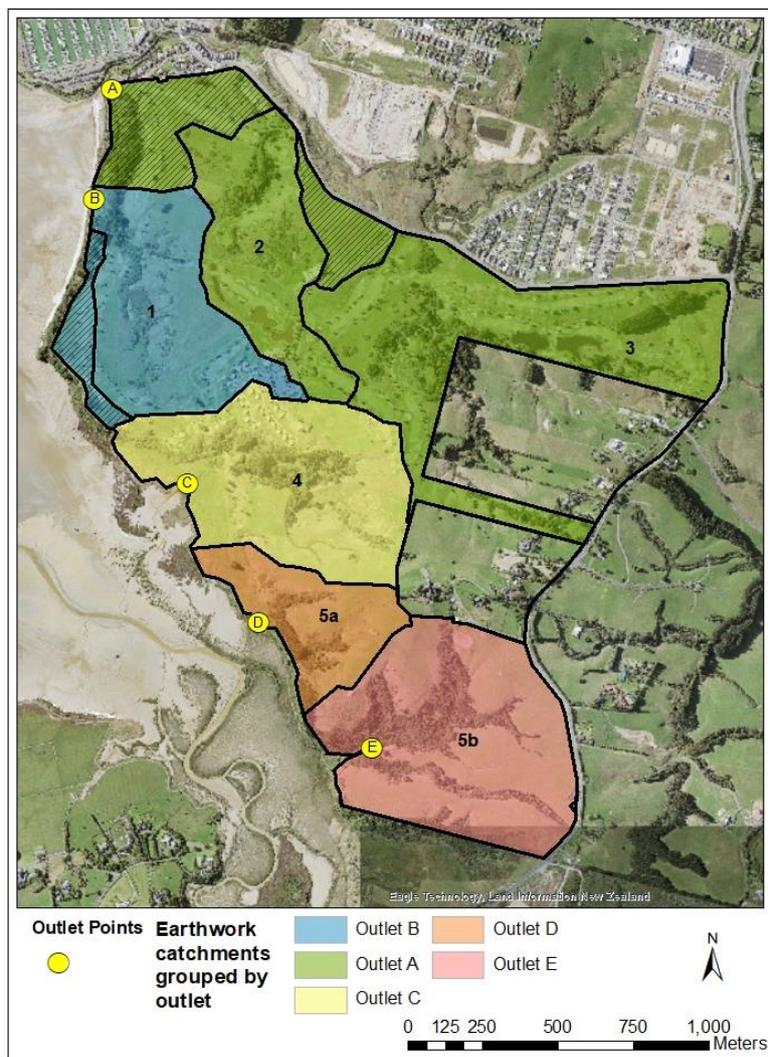 A
B
2
1
3
4
C
5a
D
5b
E
Eagle Technology, Land Information New Zealand
Outlet Points
Earthwork catchments grouped by outlet
Outlet B
Outlet D
Outlet A
Outlet E
Outlet C
N
0 125 250 500 750 1,000
Meters